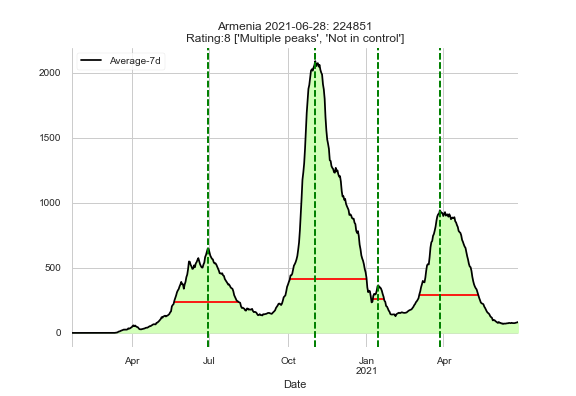 Armenia 2021-06-28: 224851
Rating:8 ['Multiple peaks', 'Not in control']
Average-7d
2000
1500
1000
500
0
Apr Jul Oct Jan Apr
2021
Date